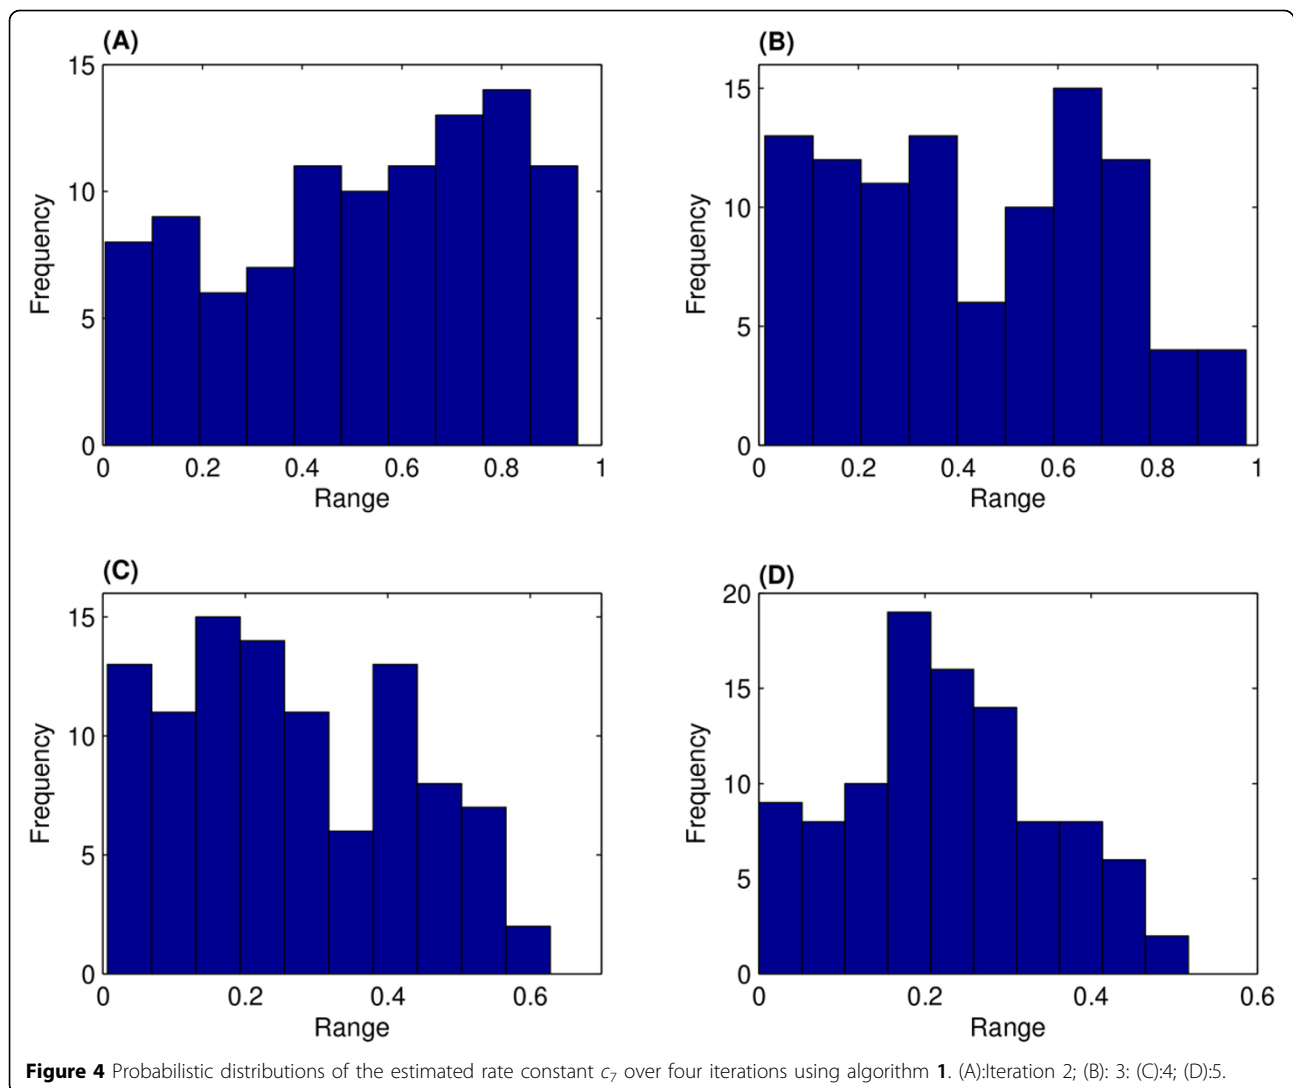 (A)
15
10
5
0
Frequency
0 0.2 0.4 0.6 0.8 1
Range
(B)
15
10
5
0
Frequency
0 0.2 0.4 0.6 0.8 1
Range
(C)
15
10
5
0
Frequency
0 0.2 0.4 0.6
Range
(D)
20
15
10
5
0
Frequency
0 0.2 0.4 0.6
Range
Figure 4 Probabilistic distributions of the estimated rate constant c₇ over four iterations using algorithm 1. (A):Iteration 2; (B): 3: (C):4; (D):5.